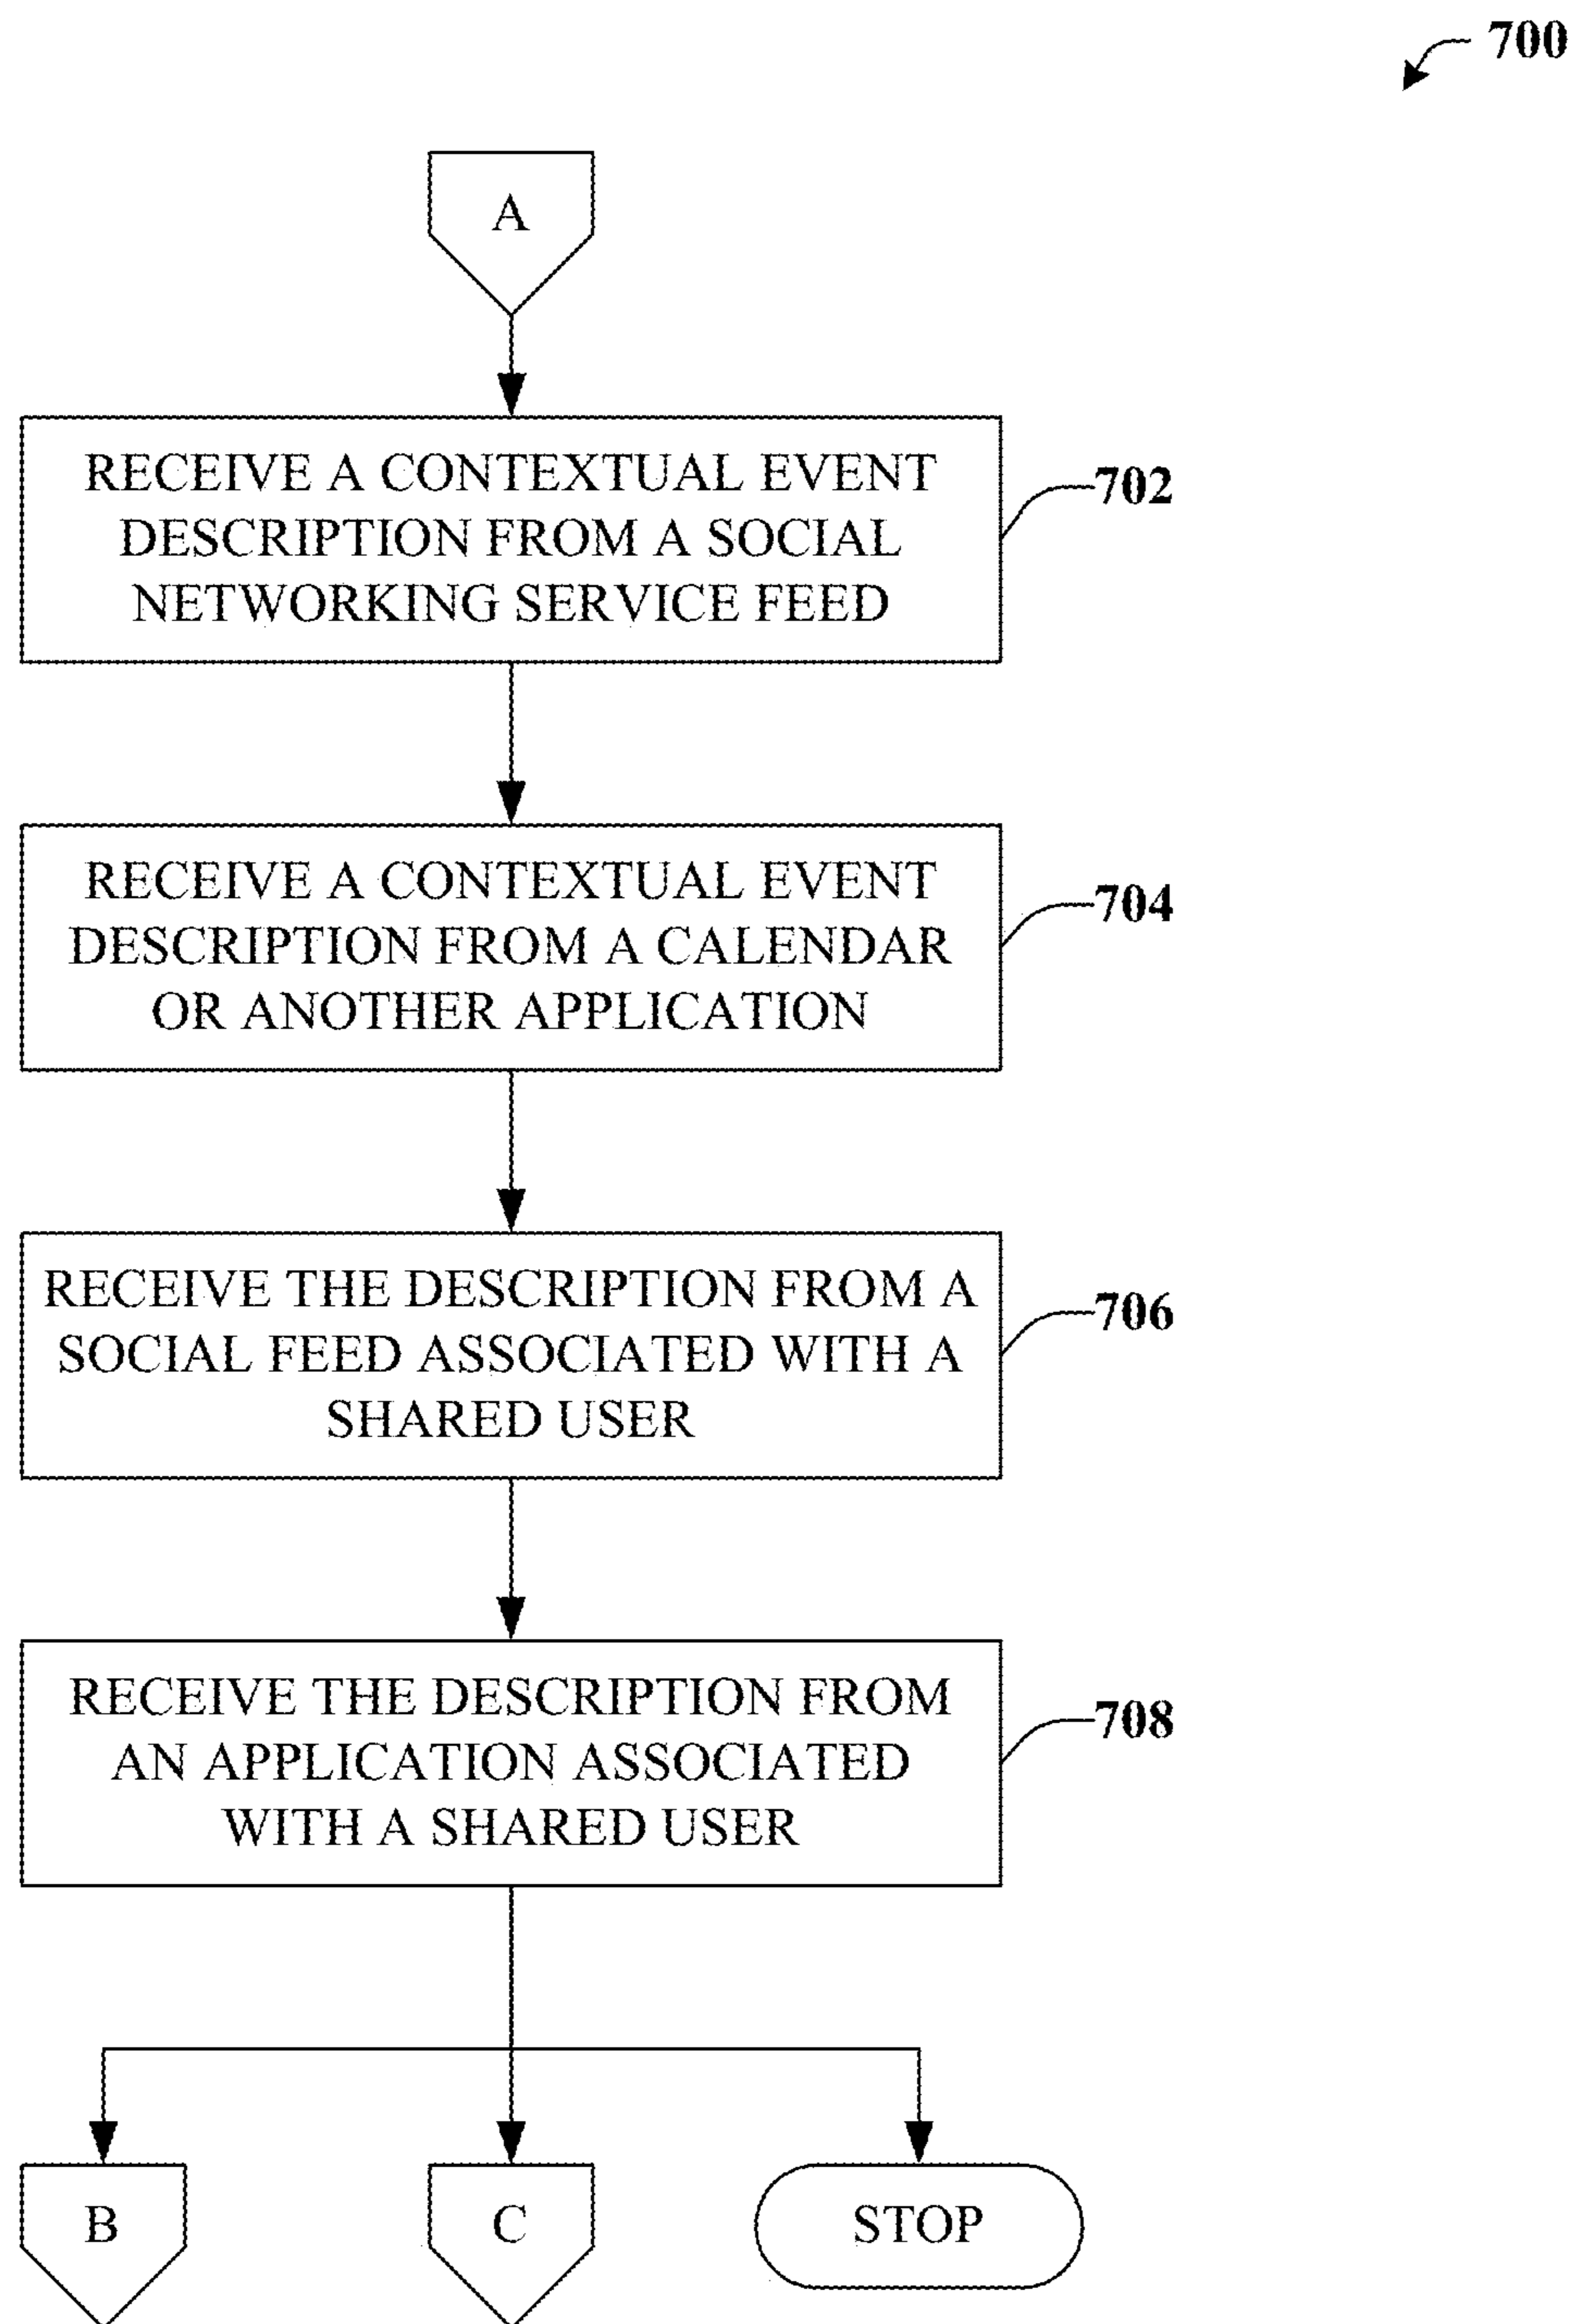 700
A
RECEIVE A CONTEXTUAL EVENT
DESCRIPTION FROM A SOCIAL
NETWORKING SERVICE FEED
702
RECEIVE A CONTEXTUAL EVENT
DESCRIPTION FROM A CALENDAR
OR ANOTHER APPLICATION
704
RECEIVE THE DESCRIPTION FROM A
SOCIAL FEED ASSOCIATED WITH A
SHARED USER
706
RECEIVE THE DESCRIPTION FROM
AN APPLICATION ASSOCIATED
WITH A SHARED USER
708
B
C
STOP